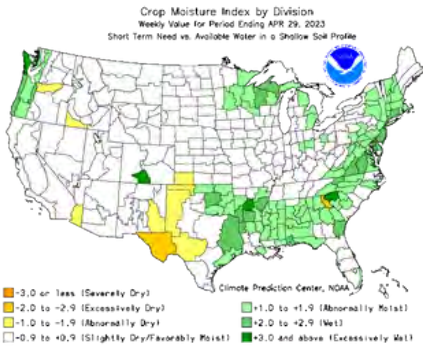 Crop Moisture Index by Division
Weekly Value for Period Ending APR 29, 2023
Short Term Need vs. Available Water in a Shallow Soil Profile
Climate Prediction Center, NOAA
-3.0 or less (Severely Dry)
-2.0 to -2.9 (Excessively Dry)
-1.0 to -1.9 (Abnormally Dry)
-0.9 to +0.9 (Slightly Dry/Favorably Moist)
+1.0 to +1.9 (Abnormally Moist)
+2.0 to +2.9 (Wet)
+3.0 and above (Excessively Wet)